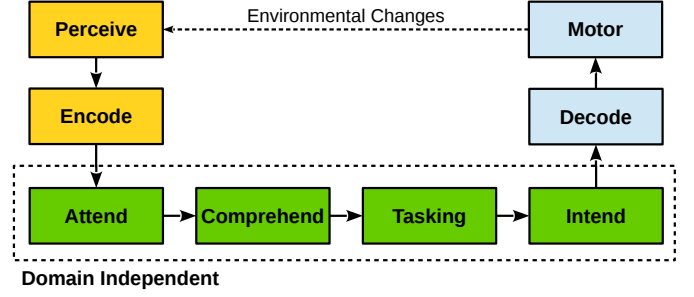 Perceive
Environmental Changes
Motor
Encode
Decode
Attend
Comprehend
Tasking
Intend
Domain Independent